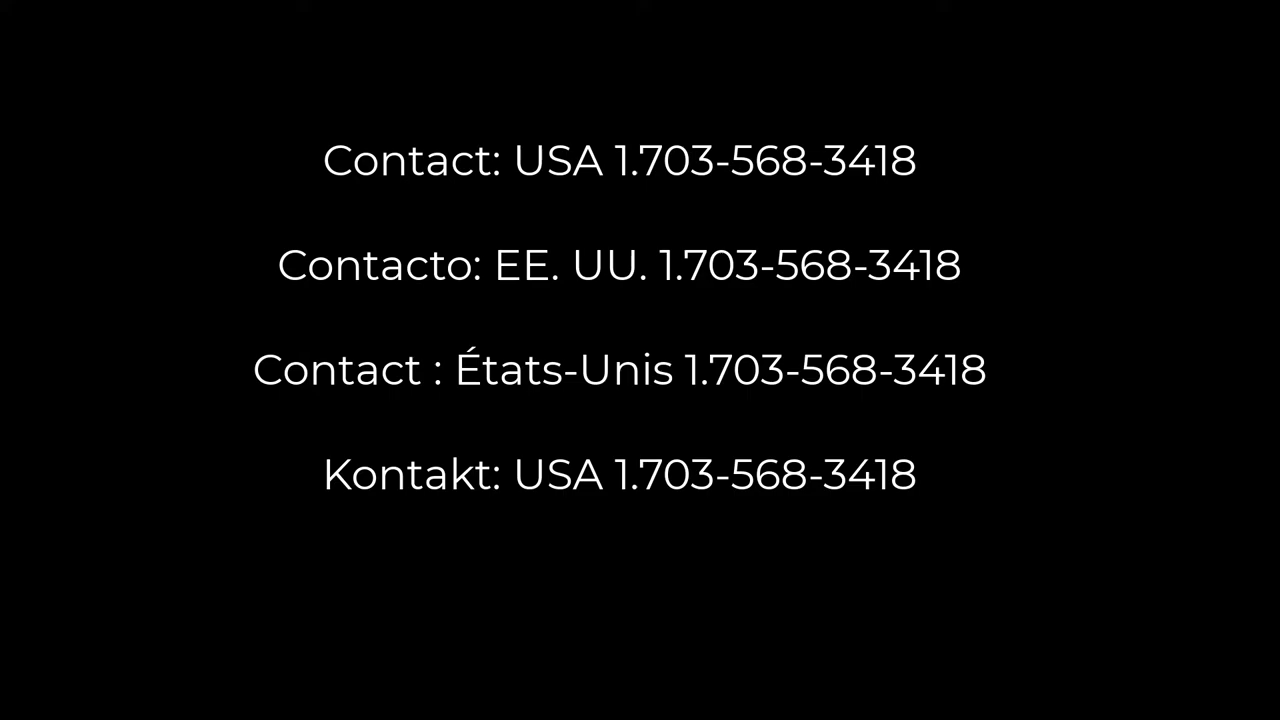 Contact: USA 1.703-568-3418
Contacto: EE. UU. 1.703-568-3418
Contact : États-Unis 1.703-568-3418
Kontakt: USA 1.703-568-3418